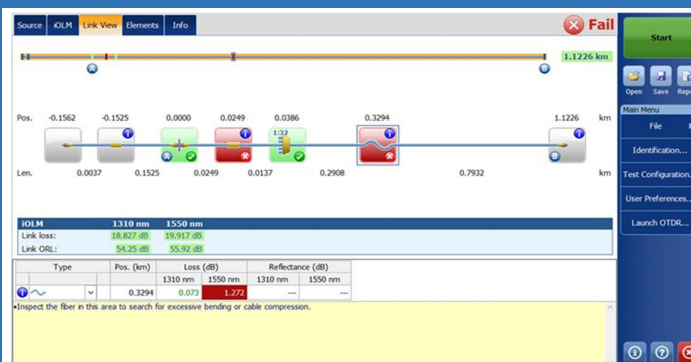 Source iOLM Link View Elements Info Fail
Start
1.1226 km
Open Save
A B
Pos. -0.1562 -0.1525 0.0000 0.0249 0.0386 0.3294 1.1226 km
Main Menu
File
1:32
Identification...
A B
Len. 0.0037 0.1525 0.0249 0.0137 0.2908 0.7932 km
Test Configuration.
User Preferences..
iOLM 1310 nm 1550 nm
Launch OTDR...
Link loss: 18.827 dB 19.917 dB
Link ORL: 54.25 dB 55.92 dB
Type Pos. (km) Loss (dB) Reflectance (dB)
1310 nm 1550 nm 1310 nm 1550 nm
0.3294 0.073 1.272 --- ---
•Inspect the fiber in this area to search for excessive bending or cable compression.